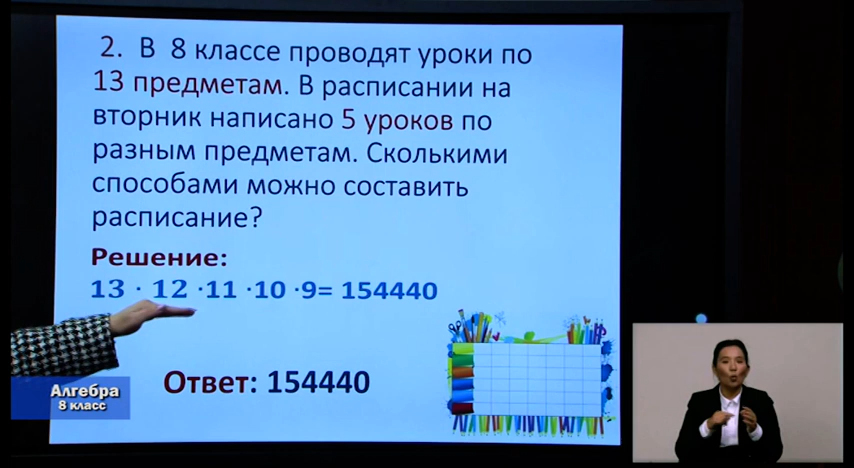 2. В 8 классе проводят уроки по
13 предметам. В расписании на
вторник написано 5 уроков по
разным предметам. Сколькими
способами можно составить
расписание?
Решение:
13 · 12 ·11 ·10 ·9= 154440
Ответ: 154440
Алгебра
8 класс